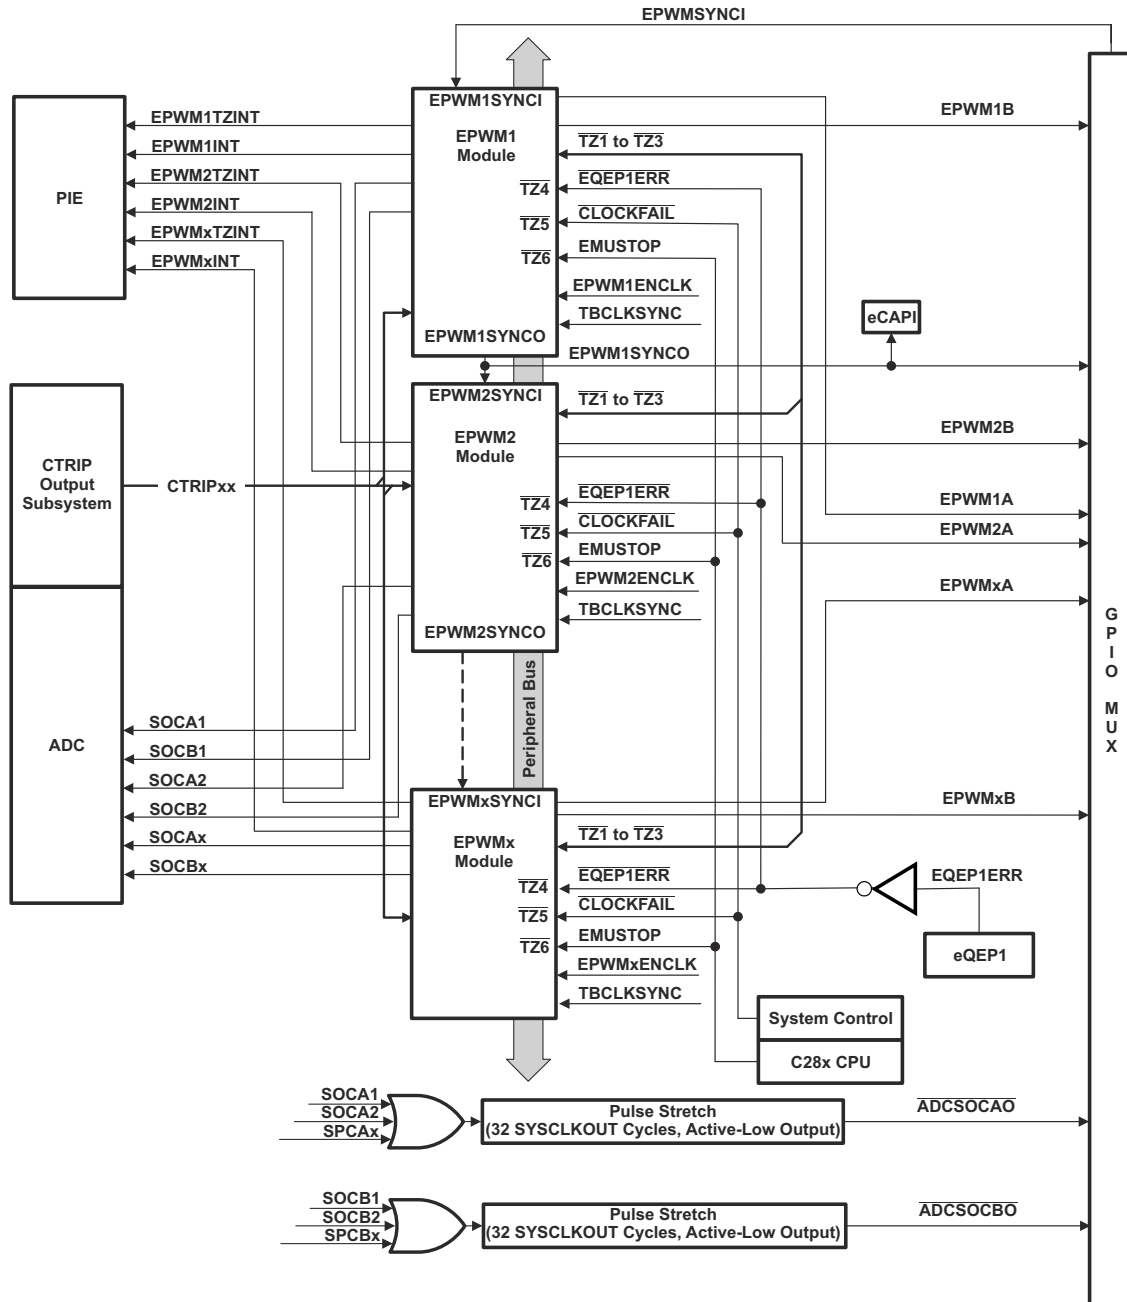 EPWMSYNCI
EPWM1SYNCI
EPWM1
Module
TZ4
TZ5
TZ6
EPWM1SYNCO
EPWM1TZINT
EPWM1INT
EPWM2TZINT
EPWM2INT
EPWMxTZINT
EPWMxINT
PIE
EPWM1B
TZ1 to TZ3
EQEP1ERR
CLOCKFAIL
EMUSTOP
EPWM1ENCLK
TBCLKSYNC
eCAPI
EPWM1SYNCO
EPWM2SYNCI
EPWM2
Module
TZ4
TZ5
TZ6
EPWM2SYNCO
TZ1 to TZ3
EPWM2B
CTRIP
Output
Subsystem
CTRIPxx
EQEP1ERR
CLOCKFAIL
EMUSTOP
EPWM2ENCLK
TBCLKSYNC
EPWM1A
EPWM2A
EPWMxA
GPIO MUX
Peripheral Bus
ADC
SOCA1
SOCB1
SOCA2
SOCB2
SOCAx
SOCBx
EPWMxSYNCI
EPWMx
Module
TZ4
TZ5
TZ6
EPWMxB
TZ1 to TZ3
EQEP1ERR
CLOCKFAIL
EMUSTOP
EPWMxENCLK
TBCLKSYNC
EQEP1ERR
eQEP1
System Control
C28x CPU
SOCA1
SOCA2
SPCAx
Pulse Stretch
(32 SYSCLKOUT Cycles, Active-Low Output)
ADCSOCAO
SOCB1
SOCB2
SPCBx
Pulse Stretch
(32 SYSCLKOUT Cycles, Active-Low Output)
ADCSOCBO